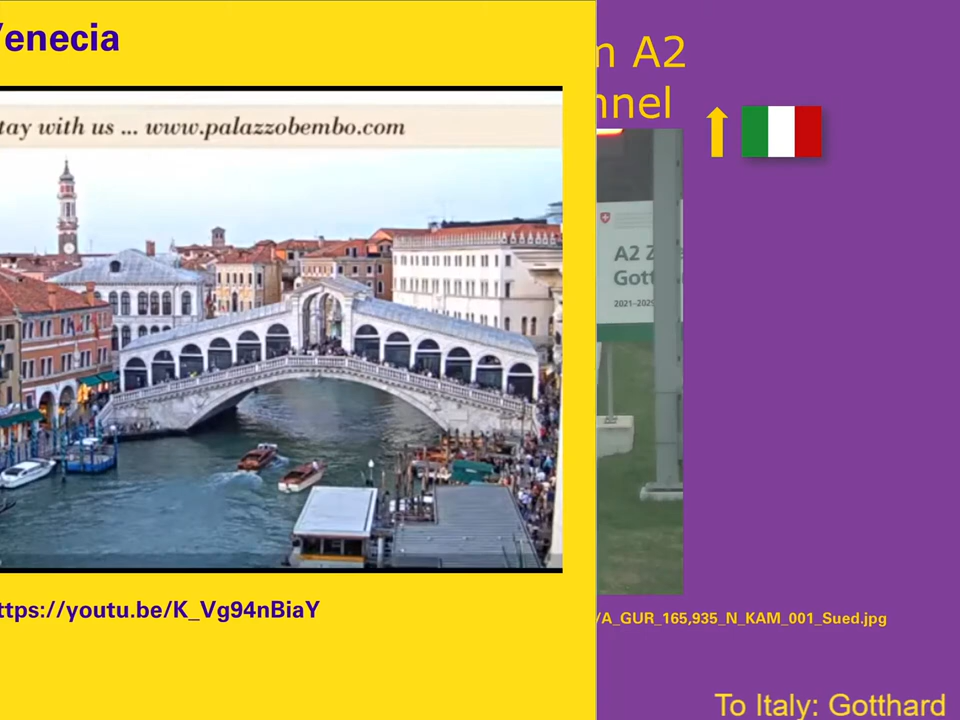 Venecia
tay with us ... www.palazzobembo.com
ttps://youtu.be/K_Vg94nBiaY
n A2
nnel
A2 Z
Gott
2021-202
/A_GUR_165,935_N_KAM_001_Sued.jpg
To Italy: Gotthard